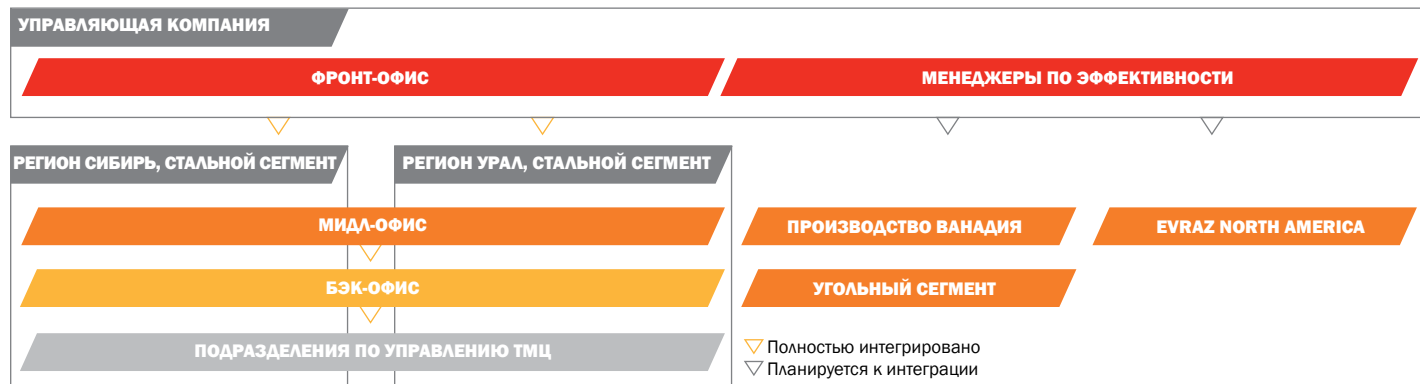 УПРАВЛЯЮЩАЯ КОМПАНИЯ
ФРОНТ-ОФИС
МЕНЕДЖЕРЫ ПО ЭФФЕКТИВНОСТИ
РЕГИОН СИБИРЬ, СТАЛЬНОЙ СЕГМЕНТ
РЕГИОН УРАЛ, СТАЛЬНОЙ СЕГМЕНТ
МИДЛ-ОФИС
ПРОИЗВОДСТВО ВАНАДИЯ
EVRAZ NORTH AMERICA
БЭК-ОФИС
УГОЛЬНЫЙ СЕГМЕНТ
ПОДРАЗДЕЛЕНИЯ ПО УПРАВЛЕНИЮ ТМЦ
Полностью интегрировано
Планируется к интеграции